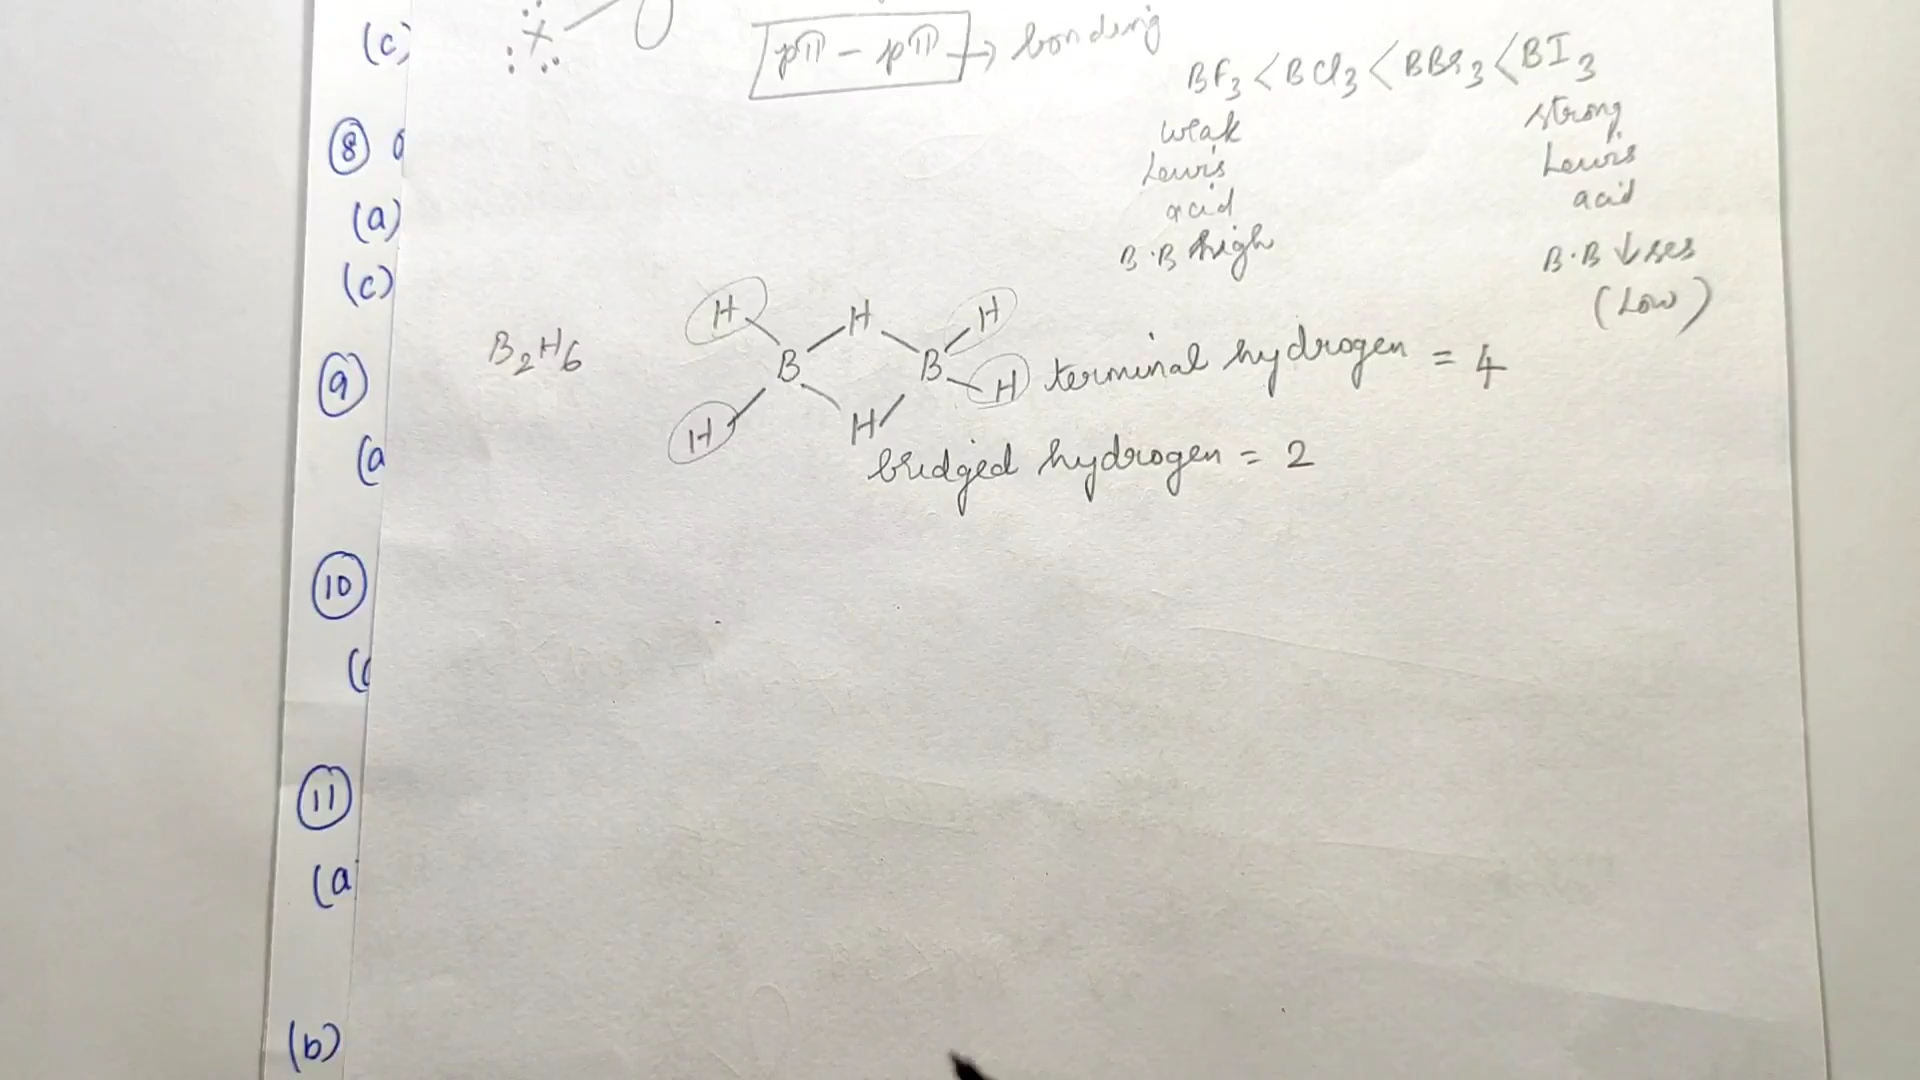 (c)
pπ - pπ → bonding
BF3 < BCl3 < BBr3 < BI3
weak
Lewis
acid
B.B high
strong
Lewis
acid
B.B ↓ses
(Low)
(8)
(a)
(c)
B2H6
H H H
B B
H H H
terminal hydrogen = 4
bridged hydrogen = 2
(9)
(a
(10)
(11)
(a
(b)